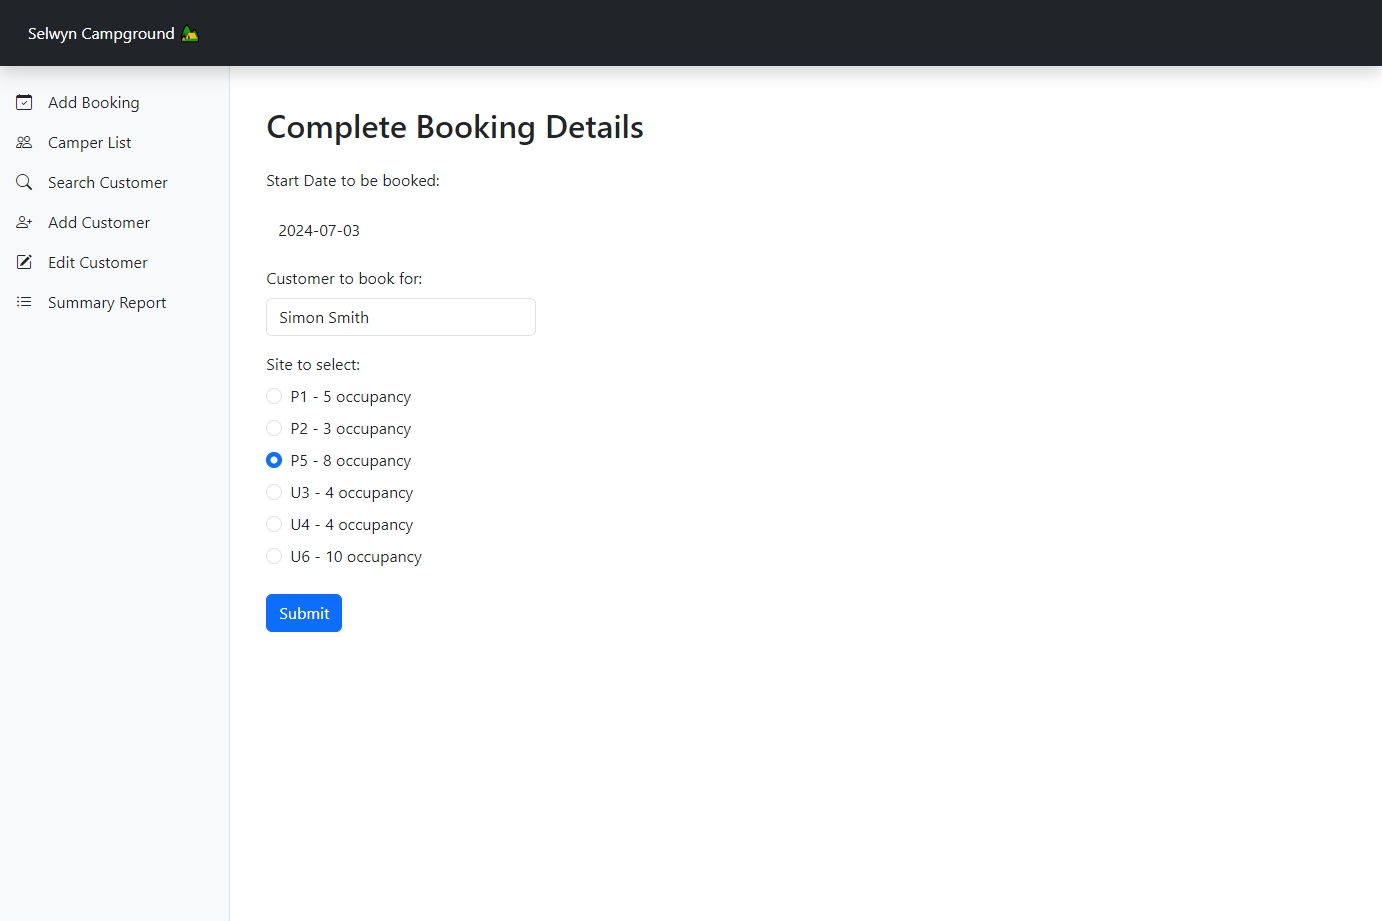 Selwyn Campground
Add Booking
Camper List
Search Customer
Add Customer
Edit Customer
Summary Report
Complete Booking Details
Start Date to be booked:
2024-07-03
Customer to book for:
Simon Smith
Site to select:
P1 - 5 occupancy
P2 - 3 occupancy
P5 - 8 occupancy
U3 - 4 occupancy
U4 - 4 occupancy
U6 - 10 occupancy
Submit